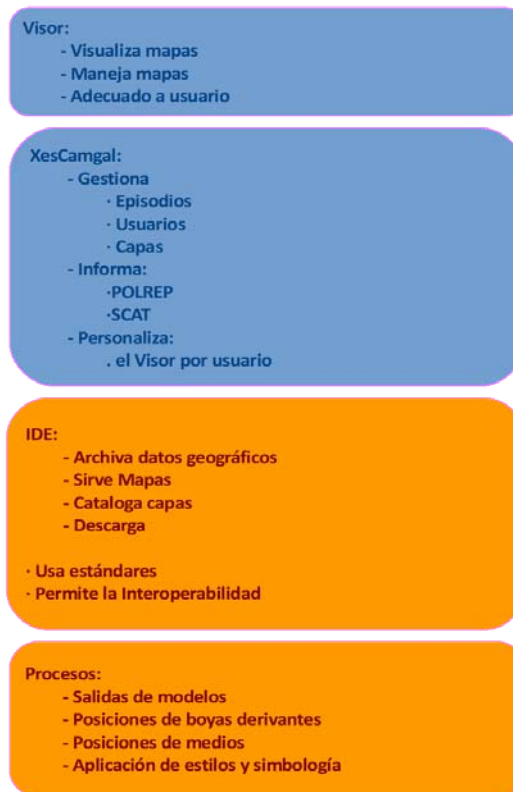 Visor:
- Visualiza mapas
- Maneja mapas
- Adecuado a usuario
XesCamgal:
- Gestiona
· Episodios
· Usuarios
· Capas
- Informa:
·POLREP
·SCAT
- Personaliza:
. el Visor por usuario
IDE:
- Archiva datos geográficos
- Sirve Mapas
- Cataloga capas
- Descarga
· Usa estándares
· Permite la Interoperabilidad
Procesos:
- Salidas de modelos
- Posiciones de boyas derivantes
- Posiciones de medios
- Aplicación de estilos y simbología